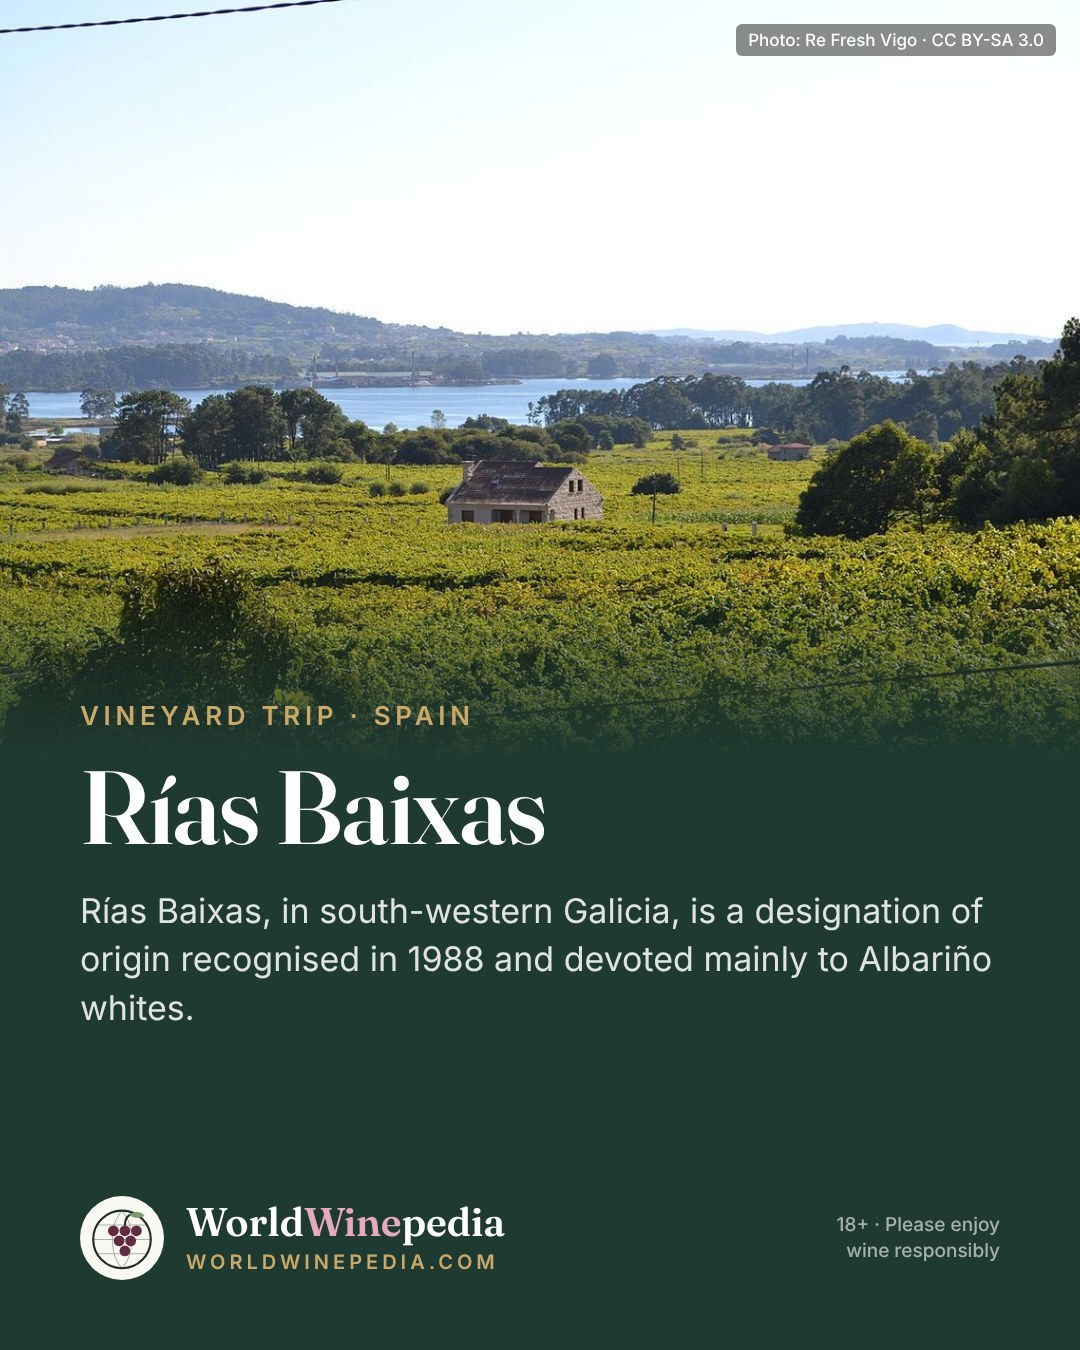 Photo: Re Fresh Vigo · CC BY-SA 3.0
VINEYARD TRIP · SPAIN
Rías Baixas
Rías Baixas, in south-western Galicia, is a designation of
origin recognised in 1988 and devoted mainly to Albariño
whites.
WorldWinepedia
WORLDWINEPEDIA.COM
18+ · Please enjoy
wine responsibly